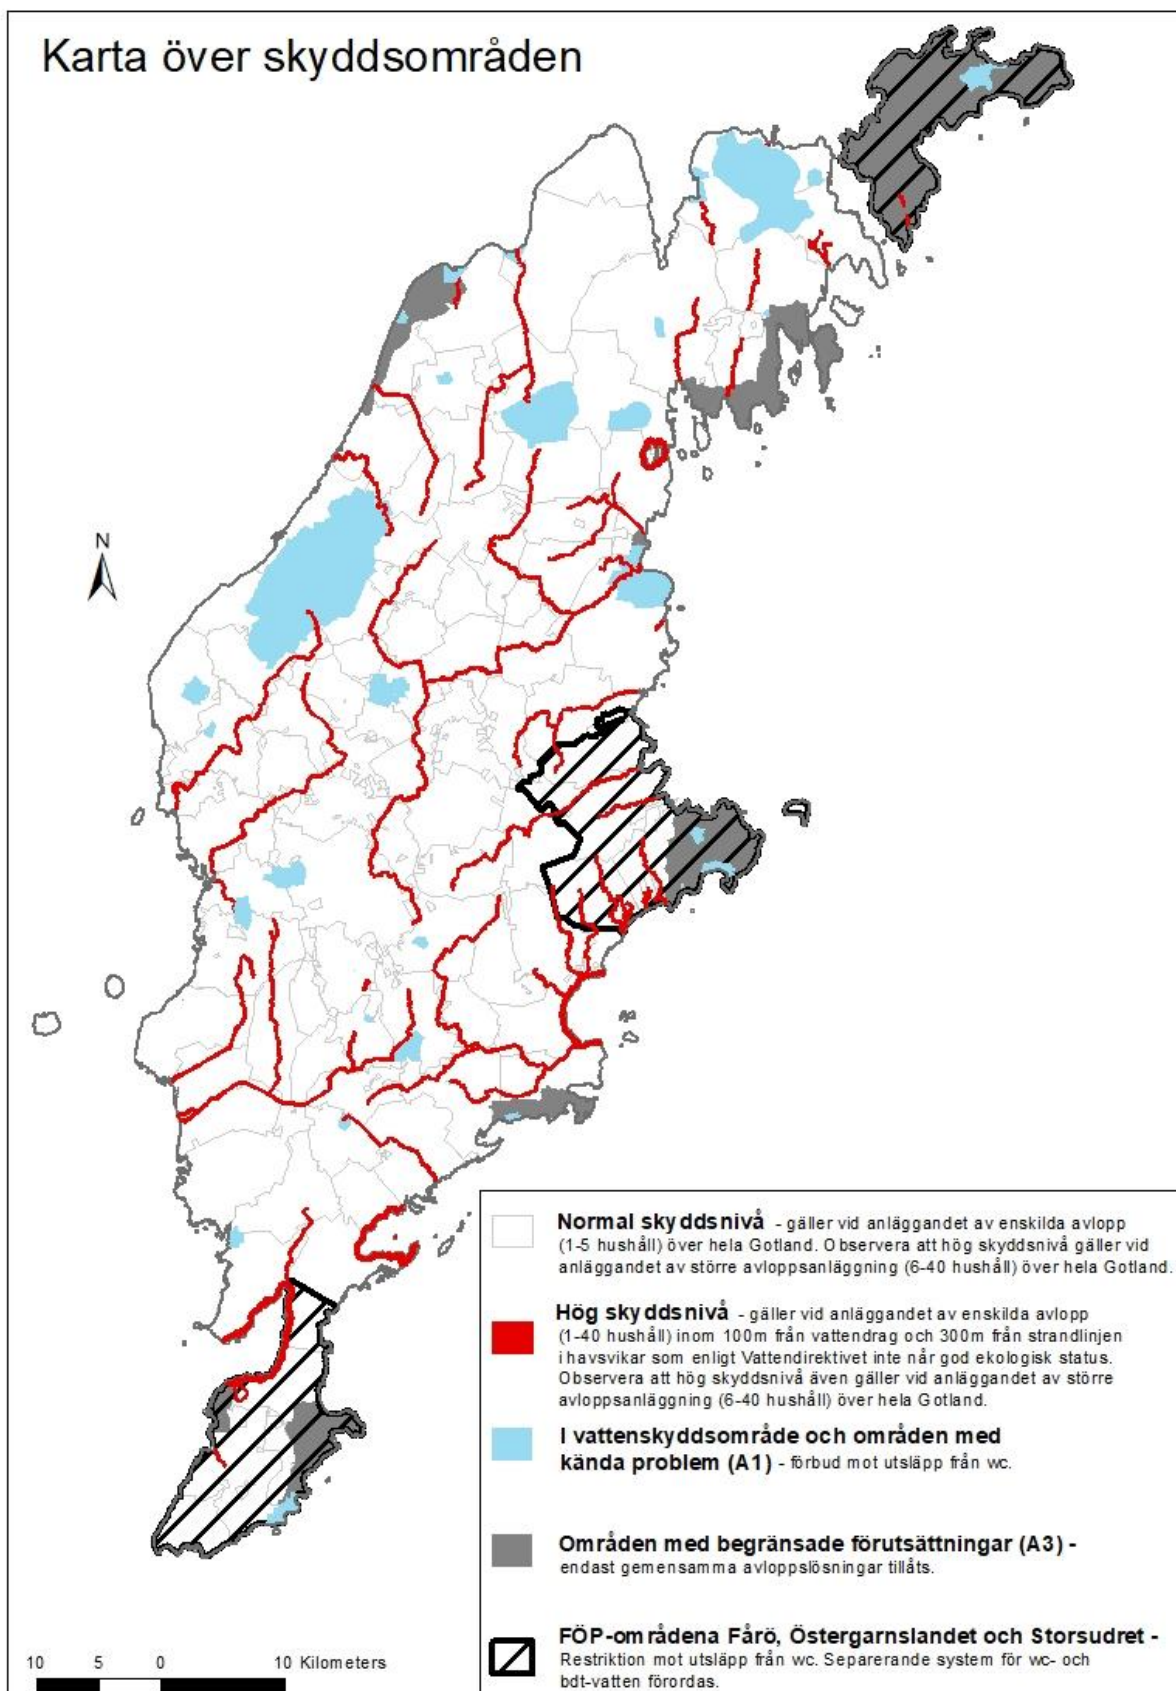 Karta över skyddsområden
N
Normal skyddsnivå - gäller vid anläggandet av enskilda avlopp
(1-5 hushåll) över hela Gotland. Observera att hög skyddsnivå gäller vid
anläggandet av större avloppsanläggning (6-40 hushåll) över hela Gotland.
Hög skyddsnivå - gäller vid anläggandet av enskilda avlopp
(1-40 hushåll) inom 100m från vattendrag och 300m från strandlinjen
i havsvikar som enligt Vattendirektivet inte når god ekologisk status.
Observera att hög skyddsnivå även gäller vid anläggandet av större
avloppsanläggning (6-40 hushåll) över hela Gotland.
I vattenskyddsområde och områden med
kända problem (A1) - förbud mot utsläpp från wc.
Områden med begränsade förutsättningar (A3) -
endast gemensamma avloppslösningar tillåts.
FÖP-områdena Fårö, Östergarnslandet och Storsudret -
Restriktion mot utsläpp från wc. Separerande system för wc- och
bdt-vatten förordas.
10 5 0 10 Kilometers